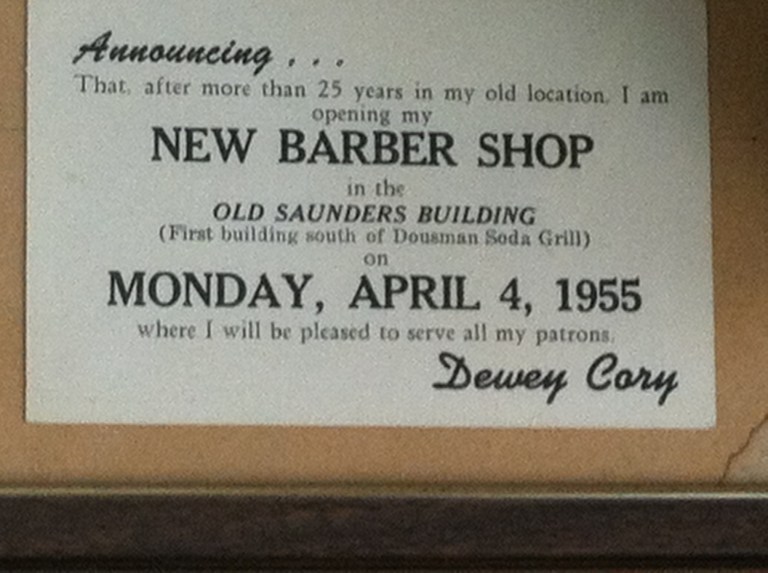 Announcing . . .
That, after more than 25 years in my old location, I am
opening my
NEW BARBER SHOP
in the
OLD SAUNDERS BUILDING
(First building south of Dousman Soda Grill)
on
MONDAY, APRIL 4, 1955
where I will be pleased to serve all my patrons.
Dewey Cory